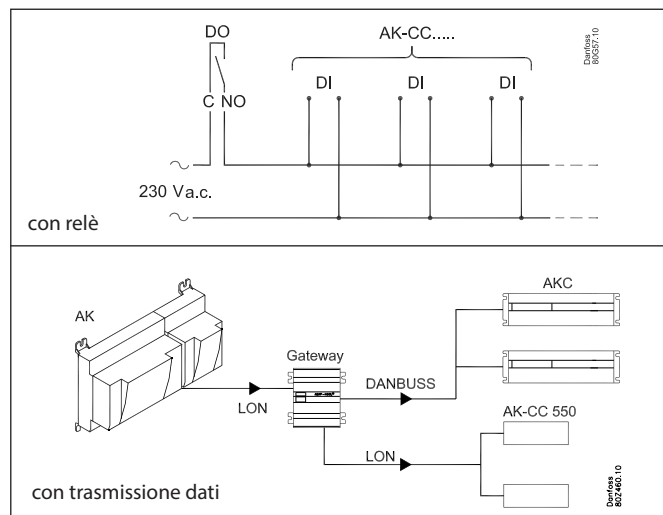 DO
AK-CC.....
Danfoss
80G57.10
DI
DI
DI
C NO
230 Va.c.
con relè
AK
AKC
Gateway
DANBUSS
LON
AK-CC 550
LON
con trasmissione dati
Danfoss
80Z460.10